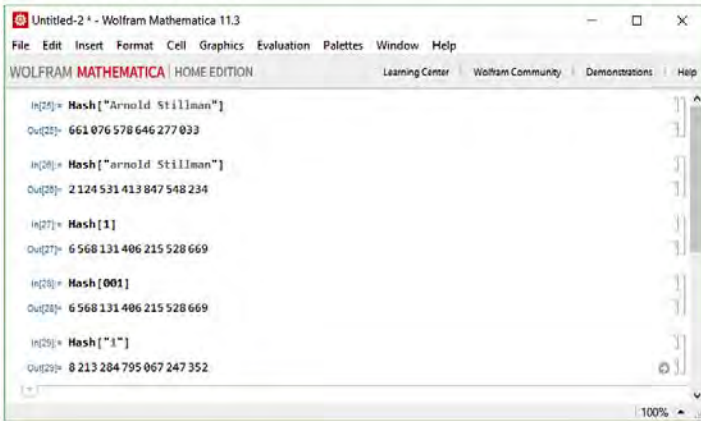 Untitled-2 * - Wolfram Mathematica 11.3
File Edit Insert Format Cell Graphics Evaluation Palettes Window Help
WOLFRAM MATHEMATICA | HOME EDITION Learning Center | Wolfram Community | Demonstrations | Help
In[25]:= Hash["Arnold Stillman"]
Out[25]= 661 076 578 646 277 033
In[26]:= Hash["arnold Stillman"]
Out[26]= 2 124 531 413 847 548 234
In[27]:= Hash[1]
Out[27]= 6 568 131 406 215 528 669
In[28]:= Hash[001]
Out[28]= 6 568 131 406 215 528 669
In[29]:= Hash["1"]
Out[29]= 8 213 284 795 067 247 352
100%